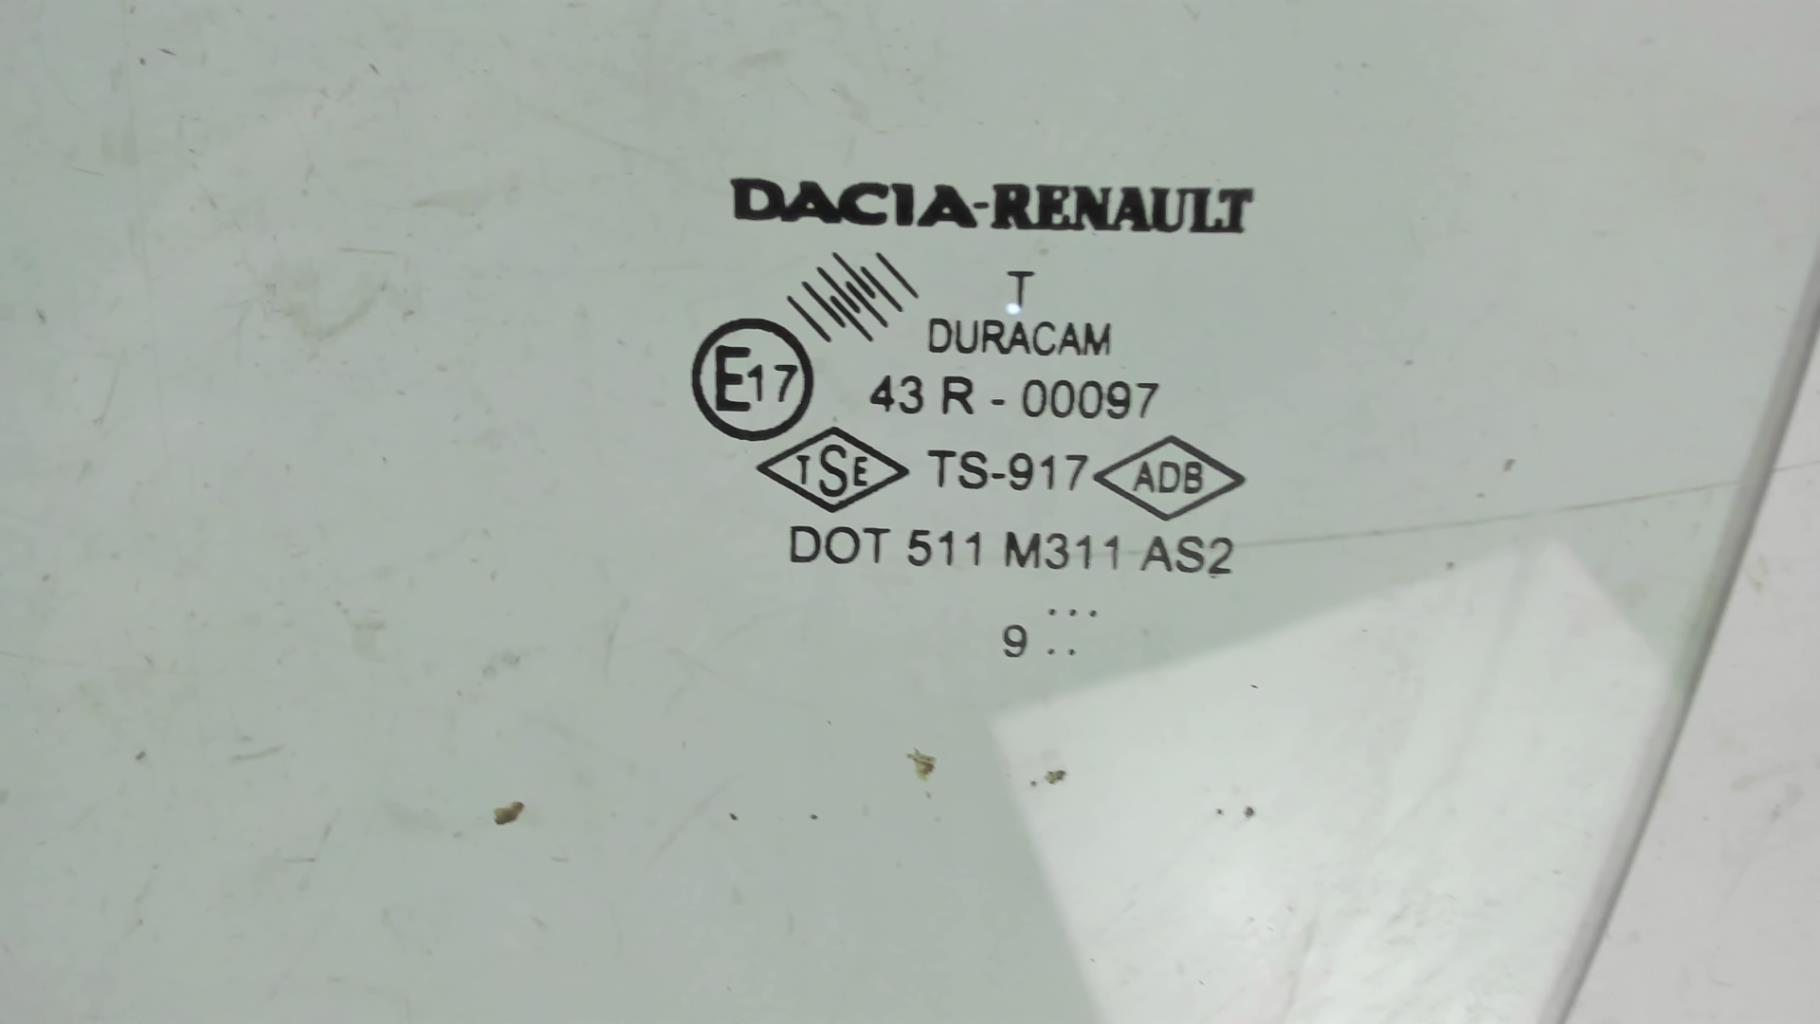 DACIA-RENAULT
T
DURACAM
E17 43 R - 00097
TSE TS-917 ADB
DOT 511 M311 AS2
...
9 ..